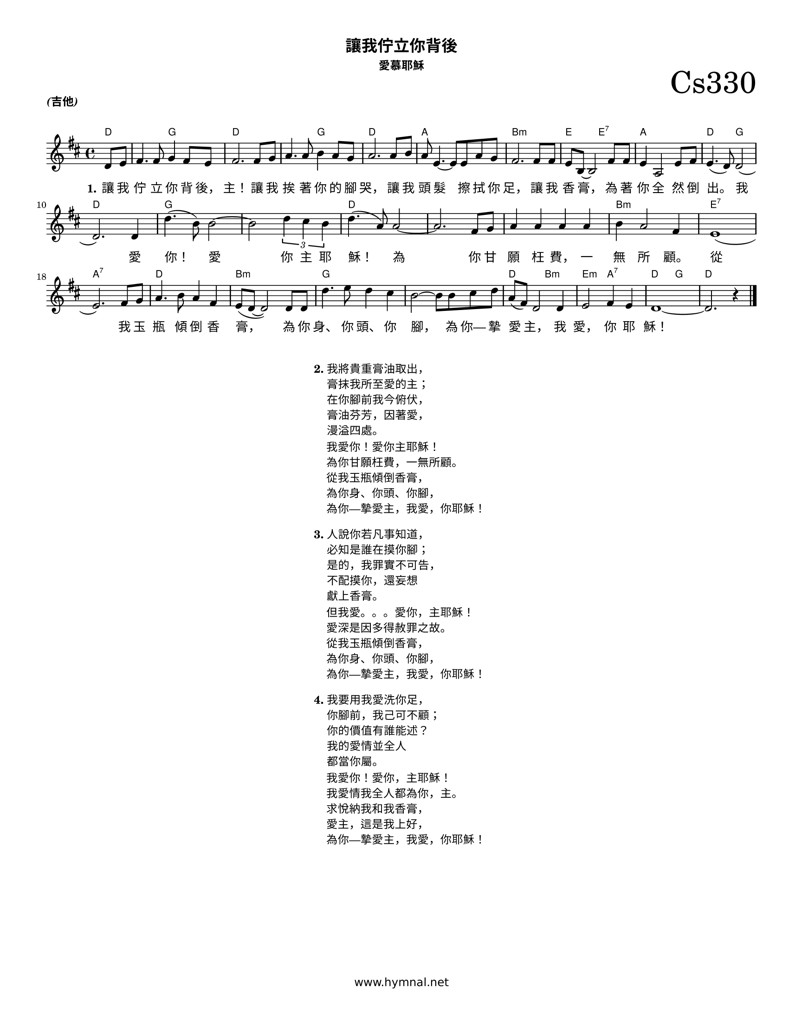 讓我佇立你背後
愛慕耶穌
Cs330
(吉他)
D G D G D A Bm E E7 A D G
1. 讓我佇立你背後，主！讓我挨著你的腳哭，讓我頭髮 擦拭你足，讓我香膏，為著你全然倒出。我
10 D G D Bm E7
3
愛 你！ 愛 你主耶 穌！ 為 你甘願枉費，一 無所顧。 從
18 A7 D Bm G D Bm Em A7 D G D
我玉瓶傾倒香 膏， 為你身、你頭、你 腳， 為你—摯愛主，我愛，你耶穌！
2. 我將貴重膏油取出，
膏抹我所至愛的主；
在你腳前我今俯伏，
膏油芬芳，因著愛，
漫溢四處。
我愛你！愛你主耶穌！
為你甘願枉費，一無所顧。
從我玉瓶傾倒香膏，
為你身、你頭、你腳，
為你—摯愛主，我愛，你耶穌！
3. 人說你若凡事知道，
必知是誰在摸你腳；
是的，我罪實不可告，
不配摸你，還妄想
獻上香膏。
但我愛。。。愛你，主耶穌！
愛深是因多得赦罪之故。
從我玉瓶傾倒香膏，
為你身、你頭、你腳，
為你—摯愛主，我愛，你耶穌！
4. 我要用我愛洗你足，
你腳前，我己可不顧；
你的價值有誰能述？
我的愛情並全人
都當你屬。
我愛你！愛你，主耶穌！
我愛情我全人都為你，主。
求悅納我和我香膏，
愛主，這是我上好，
為你—摯愛主，我愛，你耶穌！
www.hymnal.net